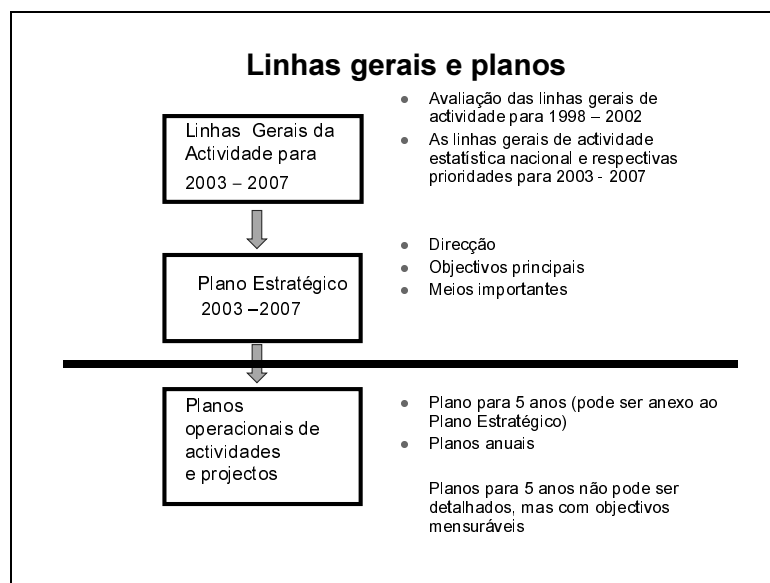 Linhas gerais e planos
Linhas Gerais da
Actividade para
2003 – 2007
● Avaliação das linhas gerais de
actividade para 1998 – 2002
● As linhas gerais de actividade
estatística nacional e respectivas
prioridades para 2003 - 2007
Plano Estratégico
2003 –2007
● Direcção
● Objectivos principais
● Meios importantes
Planos
operacionais de
actividades
e projectos
● Plano para 5 anos (pode ser anexo ao
Plano Estratégico)
● Planos anuais
Planos para 5 anos não pode ser
detalhados, mas com objectivos
mensuráveis